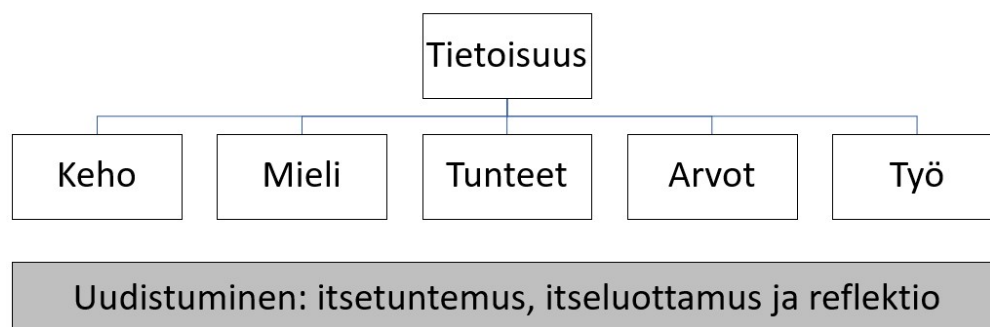 Tietoisuus
Keho
Mieli
Tunteet
Arvot
Työ
Uudistuminen: itsetuntemus, itseluottamus ja reflektio